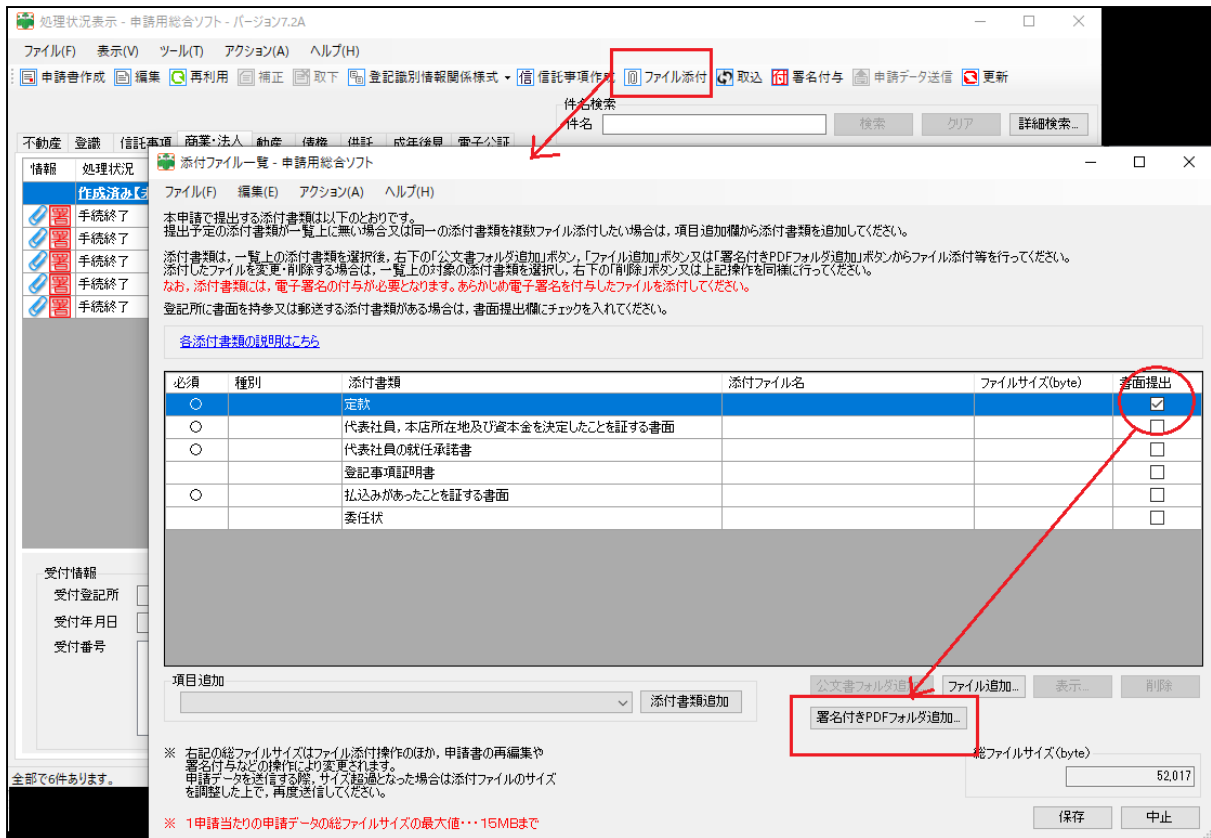 処理状況表示 - 申請用総合ソフト - バージョン7.2A
ファイル(F) 表示(V) ツール(T) アクション(A) ヘルプ(H)
申請書作成 編集 再利用 補正 取下 登記識別情報関係様式 信託事項作成 ファイル添付 取込 署名付与 申請データ送信 更新
件名検索
件名 検索 クリア 詳細検索...
不動産 登識 信託事項 商業・法人 動産 債権 供託 成年後見 電子公証
情報 処理状況
作成済み
署 手続終了
署 手続終了
署 手続終了
署 手続終了
署 手続終了
添付ファイル一覧 - 申請用総合ソフト
ファイル(F) 編集(E) アクション(A) ヘルプ(H)
本申請で提出する添付書類は以下のとおりです。
提出予定の添付書類が一覧上に無い場合又は同一の添付書類を複数ファイル添付したい場合は，項目追加欄から添付書類を追加してください。
添付書類は，一覧上の添付書類を選択後，右下の「公文書フォルダ追加」ボタン，「ファイル追加」ボタン又は「署名付きPDFフォルダ追加」ボタンからファイル添付等を行ってください。
添付したファイルを変更・削除する場合は，一覧上の対象の添付書類を選択し，右下の「削除」ボタン又は上記操作を同様に行ってください。
なお，添付書類には，電子署名の付与が必要となります。あらかじめ電子署名を付与したファイルを添付してください。
登記所に書面を持参又は郵送する添付書類がある場合は，書面提出欄にチェックを入れてください。
各添付書類の説明はこちら
必須 種別 添付書類 添付ファイル名 ファイルサイズ(byte) 書面提出
○ 定款
○ 代表社員，本店所在地及び資本金を決定したことを証する書面
○ 代表社員の就任承諾書
登記事項証明書
○ 払込みがあったことを証する書面
委任状
受付情報
受付登記所
受付年月日
受付番号
項目追加
添付書類追加
公文書フォルダ追加... ファイル追加... 表示... 削除
署名付きPDFフォルダ追加...
※ 右記の総ファイルサイズはファイル添付操作のほか，申請書の再編集や
署名付与などの操作により変更されます。
申請データを送信する際，サイズ超過となった場合は添付ファイルのサイズ
を調整した上で，再度送信してください。
総ファイルサイズ(byte)
52,017
全部で6件あります。
※ 1申請当たりの申請データの総ファイルサイズの最大値・・・15MBまで
保存 中止